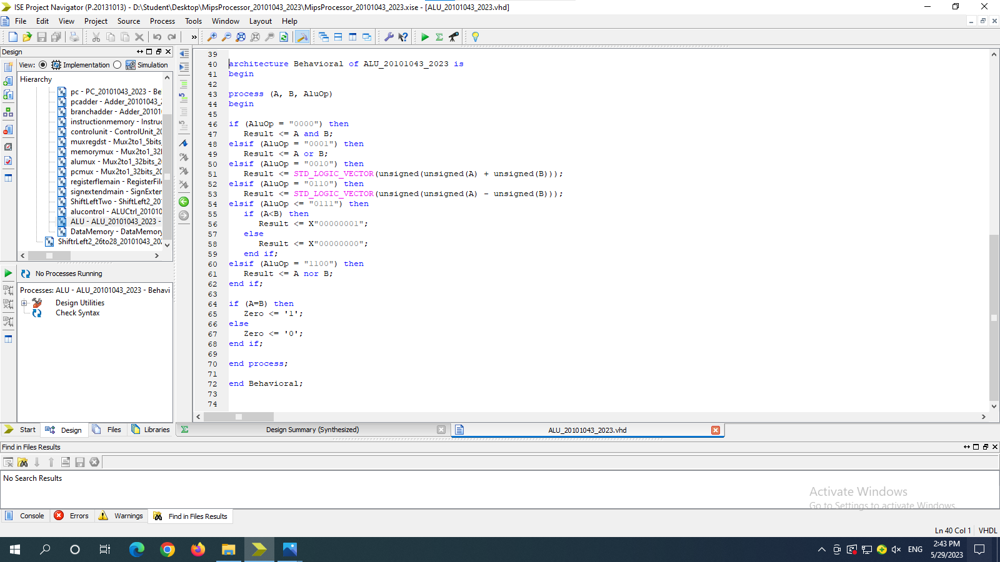 ISE Project Navigator (P.20131013) - D:\Student\Desktop\MipsProcessor_20101043_2023\MipsProcessor_20101043_2023.xise - [ALU_20101043_2023.vhd]
File Edit View Project Source Process Tools Window Layout Help
Design
View: Implementation Simulation
Hierarchy
pc - PC_20101043_2023 - Be
pcadder - Adder_20101043_
branchadder - Adder_20101
instructionmemory - Instruc
controlunit - ControlUnit_20
muxregdst - Mux2to1_5bits_
memorymux - Mux2to1_32l
alumux - Mux2to1_32bits_20
pcmux - Mux2to1_32bits_20
registerflemain - RegisterFile
signextendmain - SignExter
ShiftLeftTwo - ShiftLeft2_20
alucontrol - ALUCtrl_201010
ALU - ALU_20101043_2023 -
DataMemory - DataMemory
ShiftrLeft2_26to28_20101043_20
No Processes Running
Processes: ALU - ALU_20101043_2023 - Behavi
Design Utilities
Check Syntax
Start Design Files Libraries
39
40 architecture Behavioral of ALU_20101043_2023 is
41 begin
42
43 process (A, B, AluOp)
44 begin
45
46 if (AluOp = "0000") then
47 Result <= A and B;
48 elsif (AluOp = "0001") then
49 Result <= A or B;
50 elsif (AluOp = "0010") then
51 Result <= STD_LOGIC_VECTOR(unsigned(unsigned(A) + unsigned(B)));
52 elsif (AluOp = "0110") then
53 Result <= STD_LOGIC_VECTOR(unsigned(unsigned(A) - unsigned(B)));
54 elsif (AluOp <= "0111") then
55 if (A<B) then
56 Result <= X"00000001";
57 else
58 Result <= X"00000000";
59 end if;
60 elsif (AluOp = "1100") then
61 Result <= A nor B;
62 end if;
63
64 if (A=B) then
65 Zero <= '1';
66 else
67 Zero <= '0';
68 end if;
69
70 end process;
71
72 end Behavioral;
73
74
Design Summary (Synthesized) ALU_20101043_2023.vhd
Find in Files Results
No Search Results
Activate Windows
Go to Settings to activate Windows.
Console Errors Warnings Find in Files Results
Ln 40 Col 1 VHDL
ENG
2:43 PM
5/29/2023